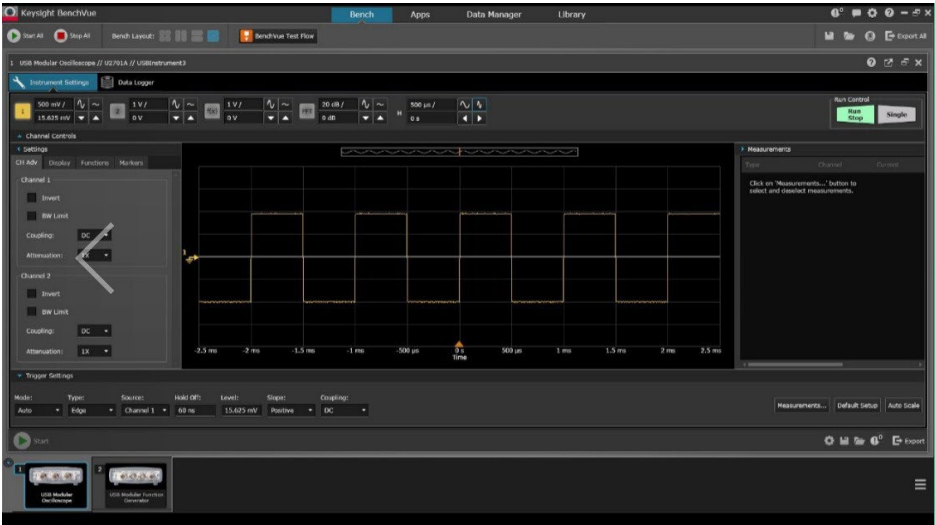 Keysight BenchVue
Bench Apps Data Manager Library
Start All Stop All Bench Layout: BenchVue Test Flow Export All
1 USB Modular Oscilloscope // U2701A // USBInstrument3
Instrument Settings Data Logger
Run Control
1 500 mV / 2 1 V / f(x) 1 V / FFT 20 dB / H 500 µs / Run Stop Single
15.625 mV 0 V 0 V 0 dB 0 s
Channel Controls
Settings
CH Adv Display Functions Markers
Channel 1
Invert
BW Limit
Coupling: DC
Attenuation: 1X
Channel 2
Invert
BW Limit
Coupling: DC
Attenuation: 1X
1
-2.5 ms -2 ms -1.5 ms -1 ms -500 µs 0 s 500 µs 1 ms 1.5 ms 2 ms 2.5 ms
Time
Measurements
Type Channel Current
Click on 'Measurements...' button to
select and deselect measurements.
Trigger Settings
Mode: Type: Source: Hold Off: Level: Slope: Coupling:
Auto Edge Channel 1 60 ns 15.625 mV Positive DC
Measurements... Default Setup Auto Scale
Start Export
1 USB Modular
Oscilloscope
2 USB Modular Function
Generator